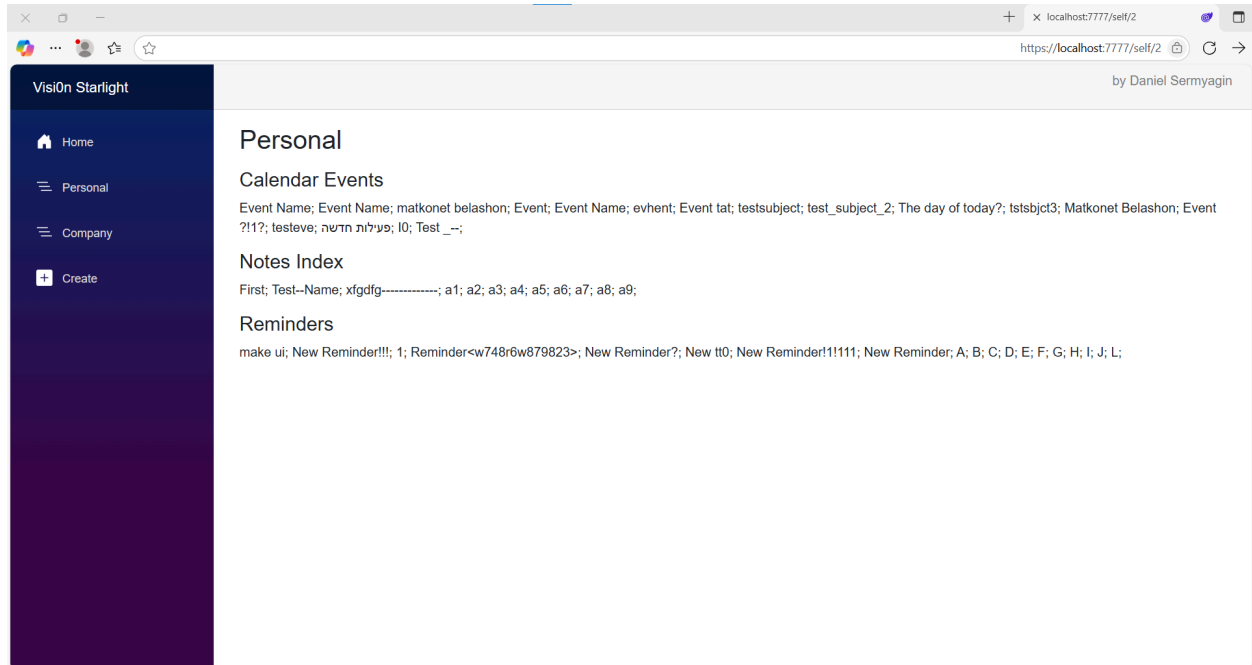 localhost:7777/self/2
https://localhost:7777/self/2
Visi0n Starlight
by Daniel Sermyagin
Home
Personal
Company
Create
Personal
Calendar Events
Event Name; Event Name; matkonet belashon; Event; Event Name; evhent; Event tat; testsubject; test_subject_2; The day of today?; tstsbjct3; Matkonet Belashon; Event
?!1?; testeve; פעילות חדשה; I0; Test _--;
Notes Index
First; Test--Name; xfgdfg-------------; a1; a2; a3; a4; a5; a6; a7; a8; a9;
Reminders
make ui; New Reminder!!!; 1; Reminder<w748r6w879823>; New Reminder?; New tt0; New Reminder!1!111; New Reminder; A; B; C; D; E; F; G; H; I; J; L;